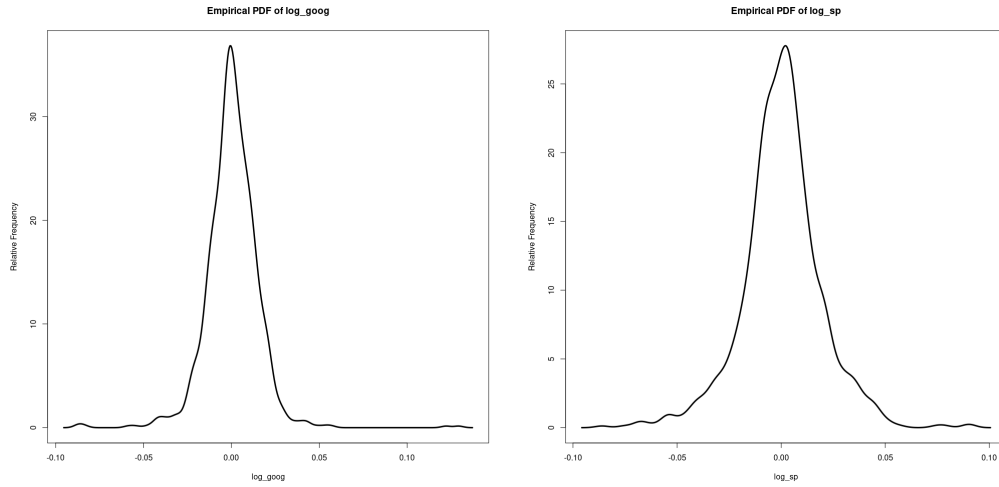 Empirical PDF of log_goog
Relative Frequency
30
20
10
0
-0.10 -0.05 0.00 0.05 0.10
log_goog
Empirical PDF of log_sp
Relative Frequency
25
20
15
10
5
0
-0.10 -0.05 0.00 0.05 0.10
log_sp